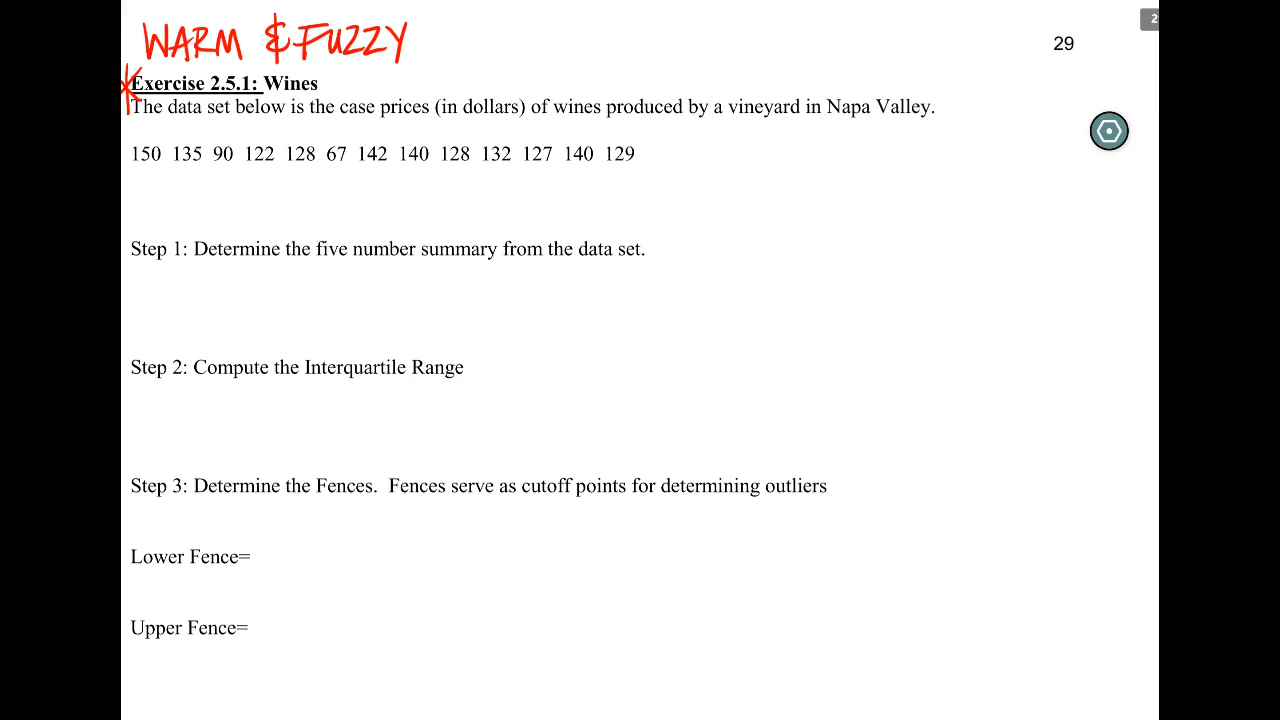 2
WARM & FUZZY
29
Exercise 2.5.1: Wines
The data set below is the case prices (in dollars) of wines produced by a vineyard in Napa Valley.
150 135 90 122 128 67 142 140 128 132 127 140 129
Step 1: Determine the five number summary from the data set.
Step 2: Compute the Interquartile Range
Step 3: Determine the Fences. Fences serve as cutoff points for determining outliers
Lower Fence=
Upper Fence=